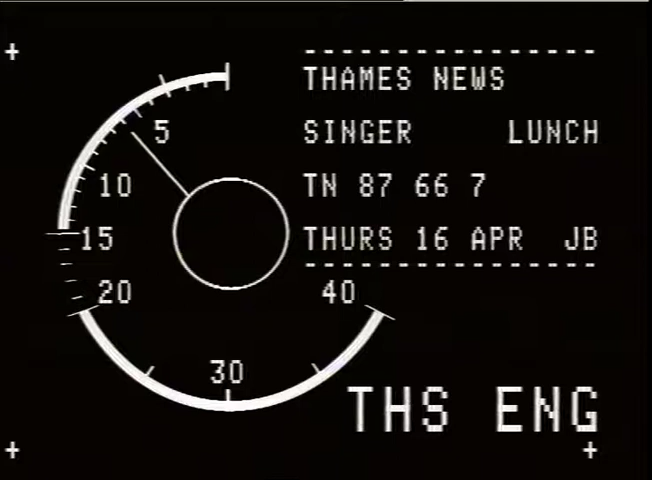 THAMES NEWS
SINGER LUNCH
TN 87 66 7
THURS 16 APR JB
5
10
15
20
30
40
THS ENG